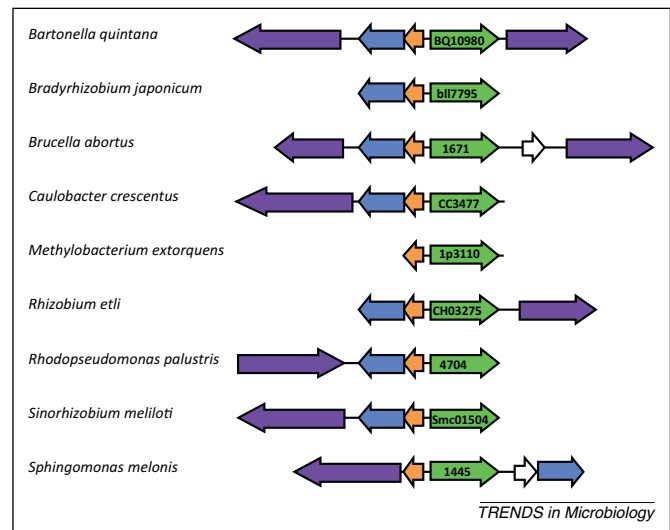 Bartonella quintana BQ10980
Bradyrhizobium japonicum bll7795
Brucella abortus 1671
Caulobacter crescentus CC3477
Methylobacterium extorquens 1p3110
Rhizobium etli CH03275
Rhodopseudomonas palustris 4704
Sinorhizobium meliloti Smc01504
Sphingomonas melonis 1445
TRENDS in Microbiology